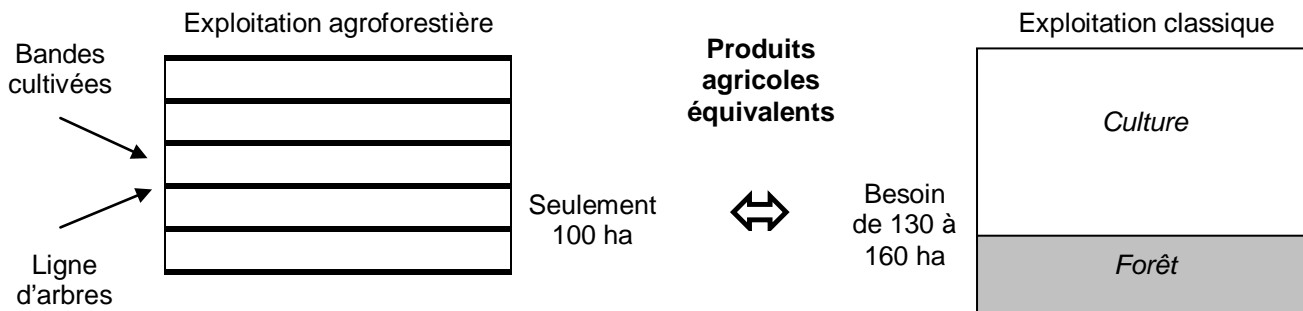 Exploitation agroforestière
Bandes
cultivées
Ligne
d'arbres
Seulement
100 ha
Produits
agricoles
équivalents
Besoin
de 130 à
160 ha
Exploitation classique
Culture
Forêt